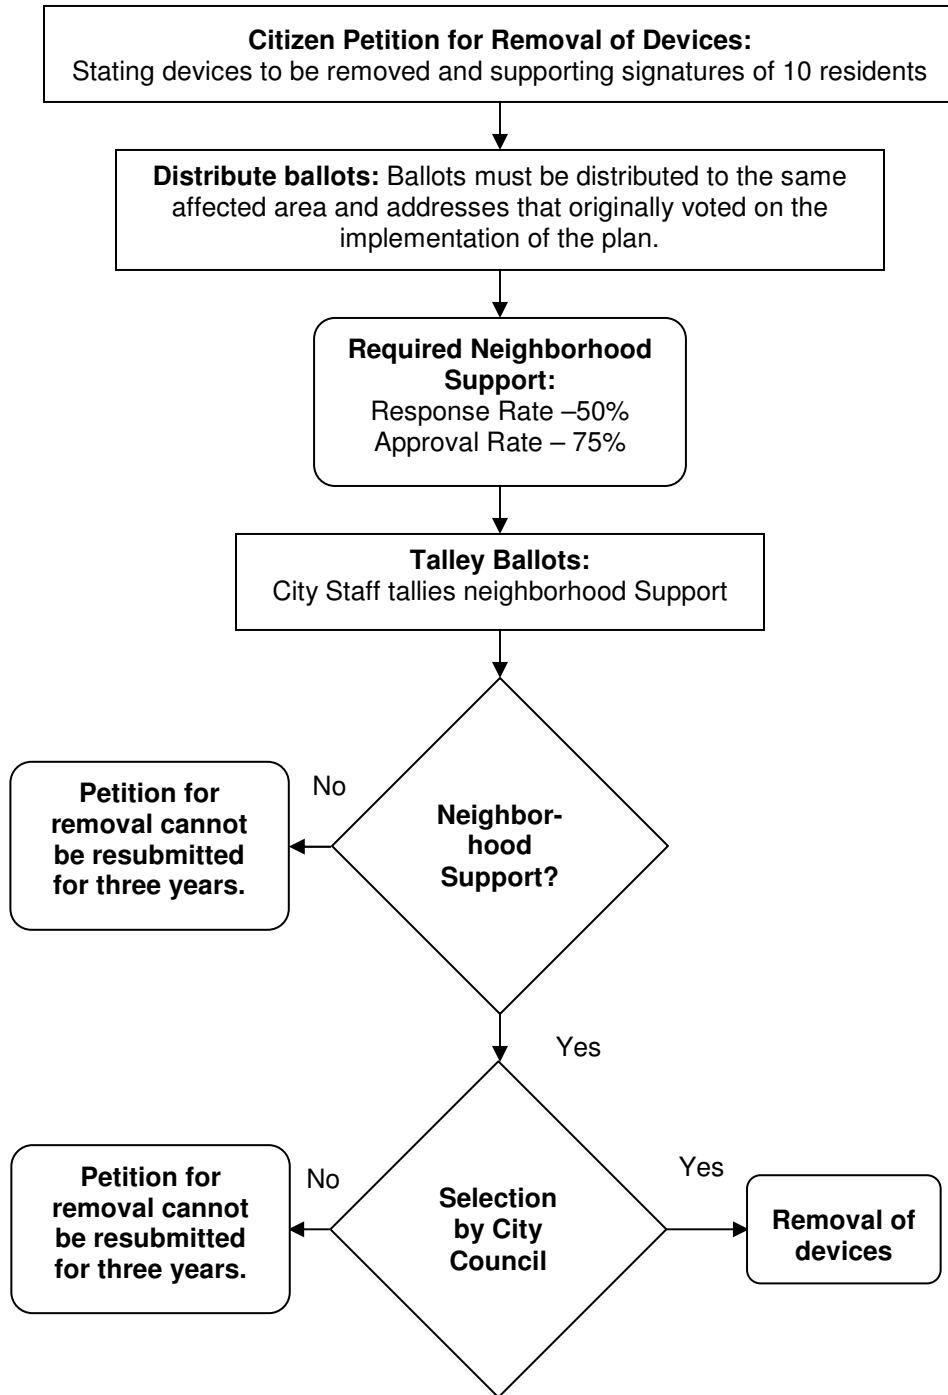 Citizen Petition for Removal of Devices:
Stating devices to be removed and supporting signatures of 10 residents
Distribute ballots: Ballots must be distributed to the same
affected area and addresses that originally voted on the
implementation of the plan.
Required Neighborhood
Support:
Response Rate –50%
Approval Rate – 75%
Talley Ballots:
City Staff tallies neighborhood Support
No
Petition for
removal cannot
be resubmitted
for three years.
Neighbor-
hood
Support?
Yes
No
Petition for
removal cannot
be resubmitted
for three years.
Selection
by City
Council
Yes
Removal of
devices